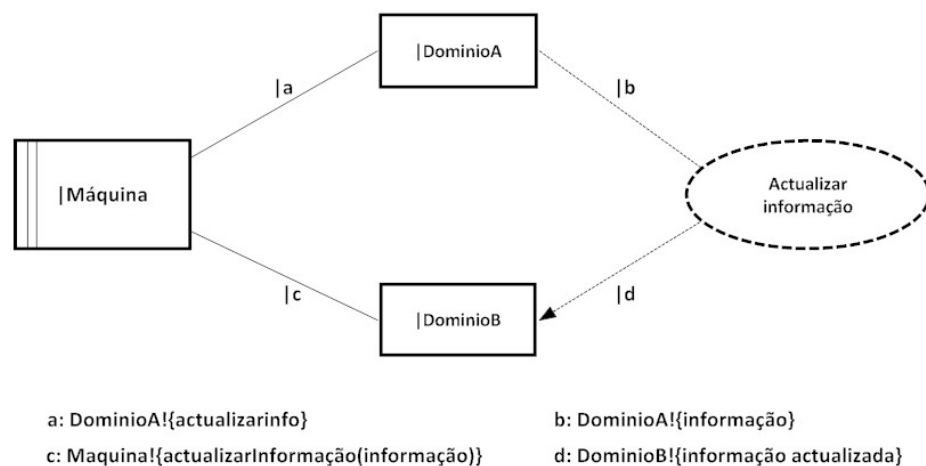 |DominioA
|a
|b
|Máquina
Actualizar
informação
|c
|d
|DominioB
a: DominioA!{actualizarinfo}
b: DominioA!{informação}
c: Maquina!{actualizarInformação(informação)}
d: DominioB!{informação actualizada}